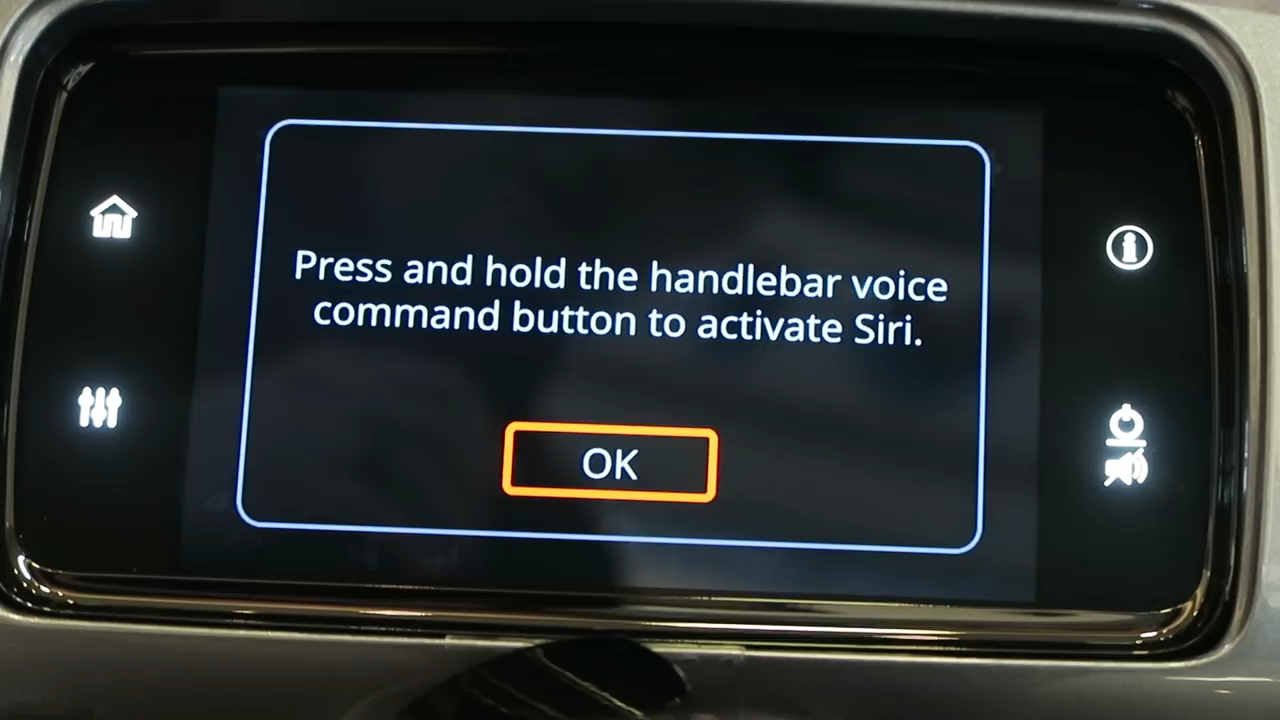 Press and hold the handlebar voice
command button to activate Siri.
OK